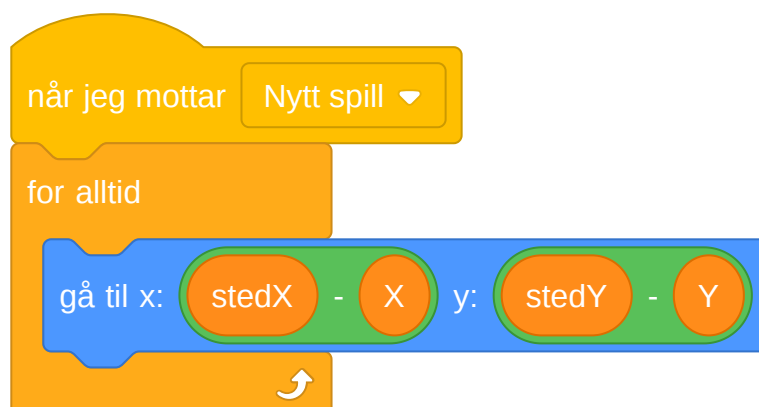 når jeg mottar Nytt spill
for alltid
gå til x: stedX - X y: stedY - Y